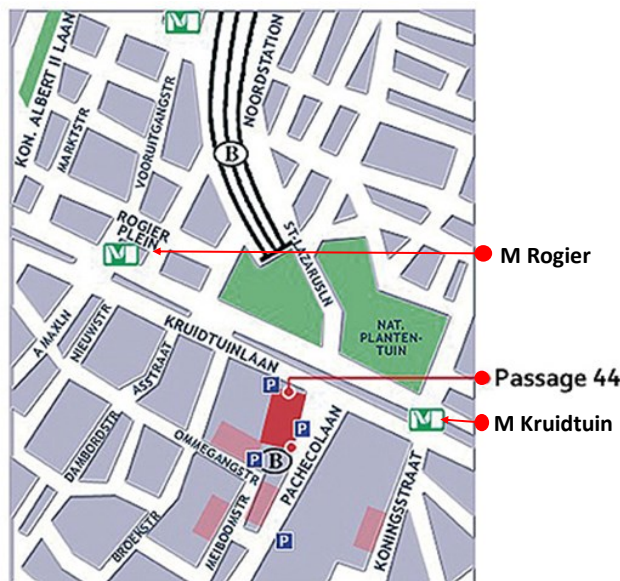 M
KON. ALBERT II LAAN
MARKTSTR
VOORUITGANGSTR
NOORDSTATION
B
ROGIER
PLEIN
M
ST-LAZARUSLN
M Rogier
NAT.
PLANTEN-
TUIN
A MAXLN
NIEUWSTR
ASSTRAAT
KRUIDTUINLAAN
P
Passage 44
M
M Kruidtuin
DAMBORDSTR
OMMEGANGSTR
P
P
B
PACHECOLAAN
BROEKSTR
MEIBOOMSTR
P
KONINGSSTRAAT